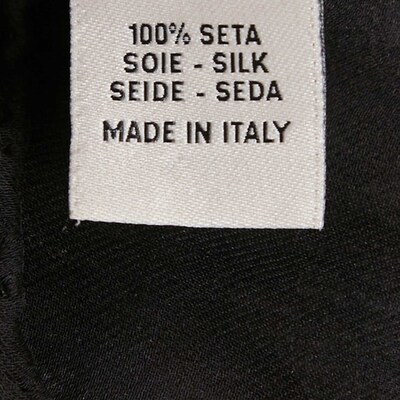 100% SETA
SOIE - SILK
SEIDE - SEDA
MADE IN ITALY